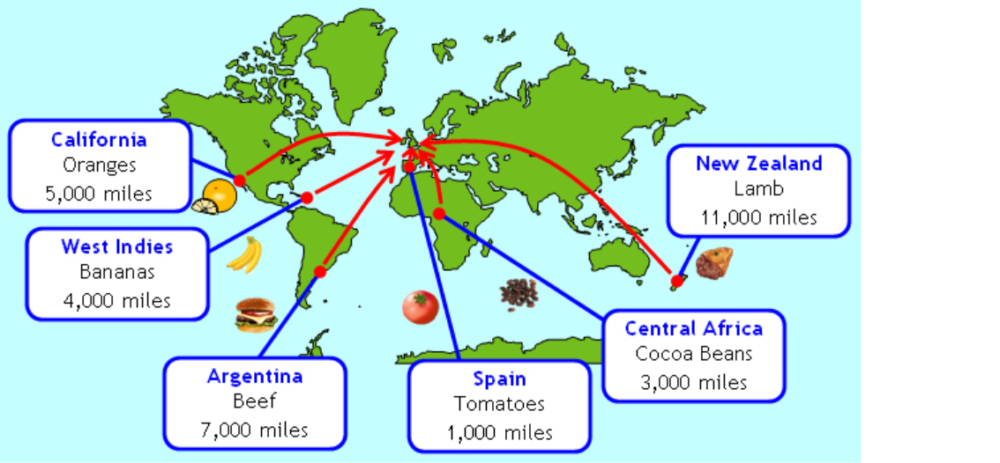 California
Oranges
5,000 miles
West Indies
Bananas
4,000 miles
Argentina
Beef
7,000 miles
Spain
Tomatoes
1,000 miles
Central Africa
Cocoa Beans
3,000 miles
New Zealand
Lamb
11,000 miles